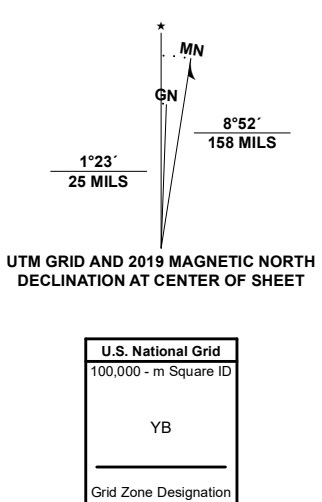 ★
MN
GN
8°52´
158 MILS
1°23´
25 MILS
UTM GRID AND 2019 MAGNETIC NORTH
DECLINATION AT CENTER OF SHEET
U.S. National Grid
100,000 - m Square ID
YB
Grid Zone Designation